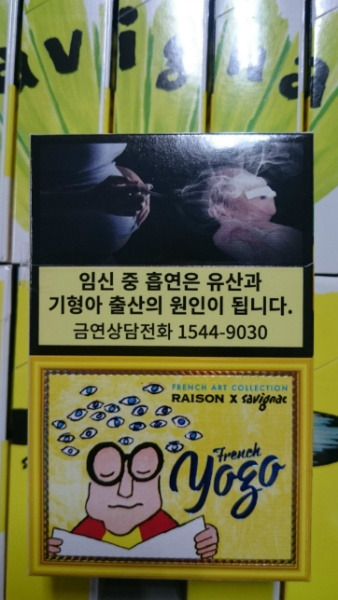 savigna
임신 중 흡연은 유산과
기형아 출산의 원인이 됩니다.
금연상담전화 1544-9030
FRENCH ART COLLECTION
RAISON X savignac
French
Yogo